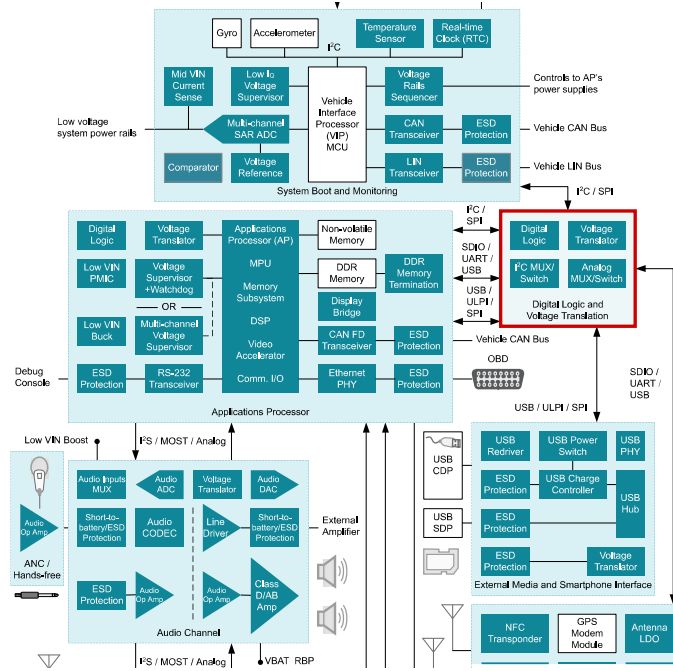 Gyro
Accelerometer
Temperature
Sensor
Real-time
Clock (RTC)
I²C
Mid VIN
Current
Sense
Low IQ
Voltage
Supervisor
Vehicle
Interface
Processor
(VIP)
MCU
Voltage
Rails
Sequencer
Controls to AP's
power supplies
Low voltage
system power rails
Multi-channel
SAR ADC
CAN
Transceiver
ESD
Protection
Vehicle CAN Bus
Comparator
Voltage
Reference
LIN
Transceiver
ESD
Protection
Vehicle LIN Bus
System Boot and Monitoring
I²C / SPI
Digital
Logic
Voltage
Translator
Applications
Processor (AP)
MPU
Memory
Subsystem
DSP
Video
Accelerator
Comm. I/O
Non-volatile
Memory
I²C /
SPI
Low VIN
PMIC
Voltage
Supervisor
+Watchdog
DDR
Memory
DDR
Memory
Termination
SDIO /
UART /
USB
OR
Display
Bridge
USB /
ULPI /
SPI
Low VIN
Buck
Multi-channel
Voltage
Supervisor
CAN FD
Transceiver
ESD
Protection
Vehicle CAN Bus
OBD
Debug
Console
ESD
Protection
RS-232
Transceiver
Ethernet
PHY
ESD
Protection
Applications Processor
Digital
Logic
Voltage
Translator
I²C MUX/
Switch
Analog
MUX/Switch
Digital Logic and
Voltage Translation
SDIO /
UART /
USB
USB / ULPI / SPI
Low VIN Boost
I²S / MOST / Analog
Audio Inputs
MUX
Audio
ADC
Voltage
Translator
Audio
DAC
Audio
Op Amp
Short-to-
battery/ESD
Protection
Audio
CODEC
Line
Driver
Short-to-
battery/ESD
Protection
External
Amplifier
ANC /
Hands-free
ESD
Protection
Audio
Op Amp
Audio
Op Amp
Class
D/AB
Amp
Audio Channel
I²S / MOST / Analog
VBAT RBP
USB
CDP
USB
Redriver
USB Power
Switch
USB
PHY
ESD
Protection
USB Charge
Controller
USB
Hub
USB
SDP
ESD
Protection
ESD
Protection
Voltage
Translator
External Media and Smartphone Interface
NFC
Transponder
GPS
Modem
Module
Antenna
LDO